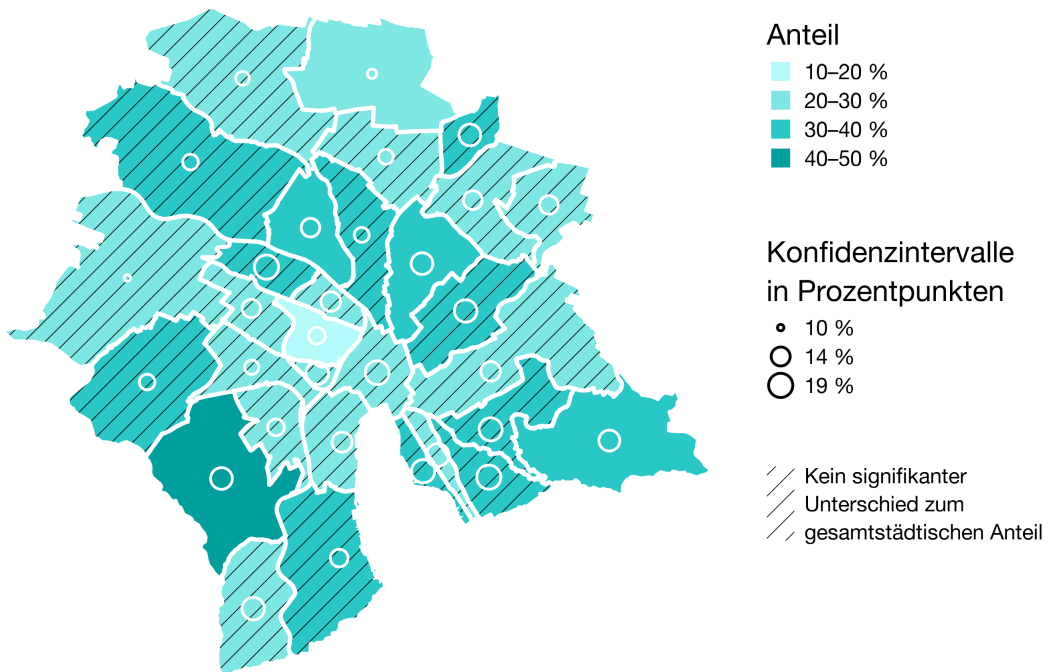 Anteil
10–20 %
20–30 %
30–40 %
40–50 %
Konfidenzintervalle
in Prozentpunkten
10 %
14 %
19 %
Kein signifikanter
Unterschied zum
gesamtstädtischen Anteil